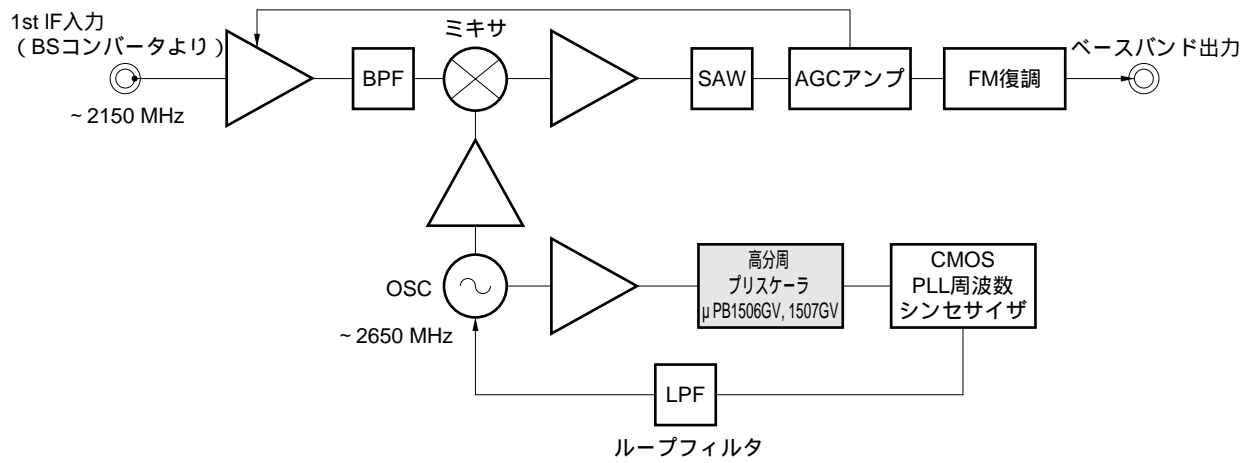 1st IF入力
（BSコンバータより）
~ 2150 MHz
BPF
ミキサ
SAW
AGCアンプ
FM復調
ベースバンド出力
OSC
~ 2650 MHz
高分周
プリスケーラ
μPB1506GV, 1507GV
CMOS
PLL周波数
シンセサイザ
LPF
ループフィルタ